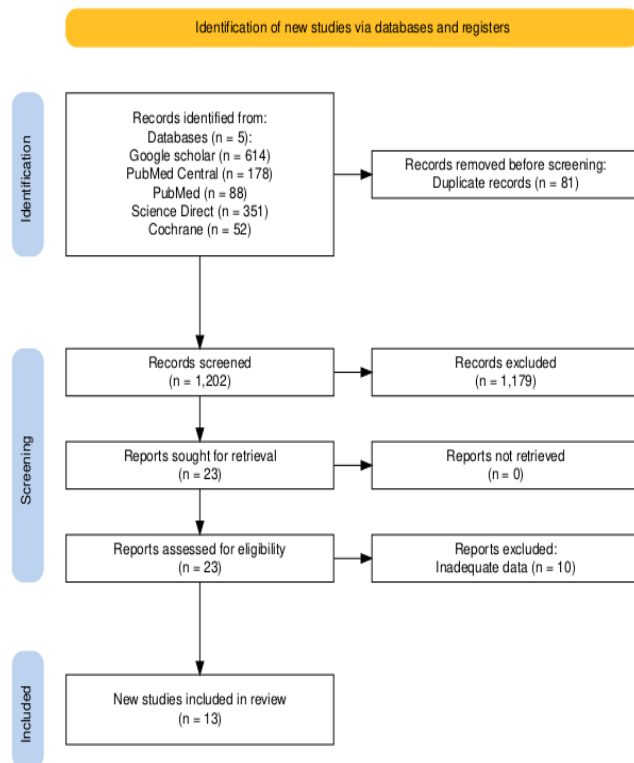 Identification of new studies via databases and registers
Identification
Records identified from:
Databases (n = 5):
Google scholar (n = 614)
PubMed Central (n = 178)
PubMed (n = 88)
Science Direct (n = 351)
Cochrane (n = 52)
Records removed before screening:
Duplicate records (n = 81)
Screening
Records screened
(n = 1,202)
Records excluded
(n = 1,179)
Reports sought for retrieval
(n = 23)
Reports not retrieved
(n = 0)
Reports assessed for eligibility
(n = 23)
Reports excluded:
Inadequate data (n = 10)
Included
New studies included in review
(n = 13)